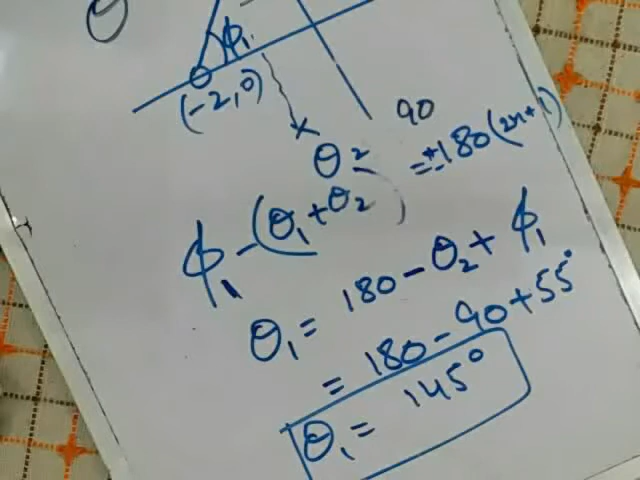 θ
ϕ₁
(-2,0)
90
θ₂
ϕ₁ - (θ₁ + θ₂) = ±180(2n+1)
θ₁ = 180 - θ₂ + ϕ₁
= 180 - 90 + 55°
θ₁ = 145°